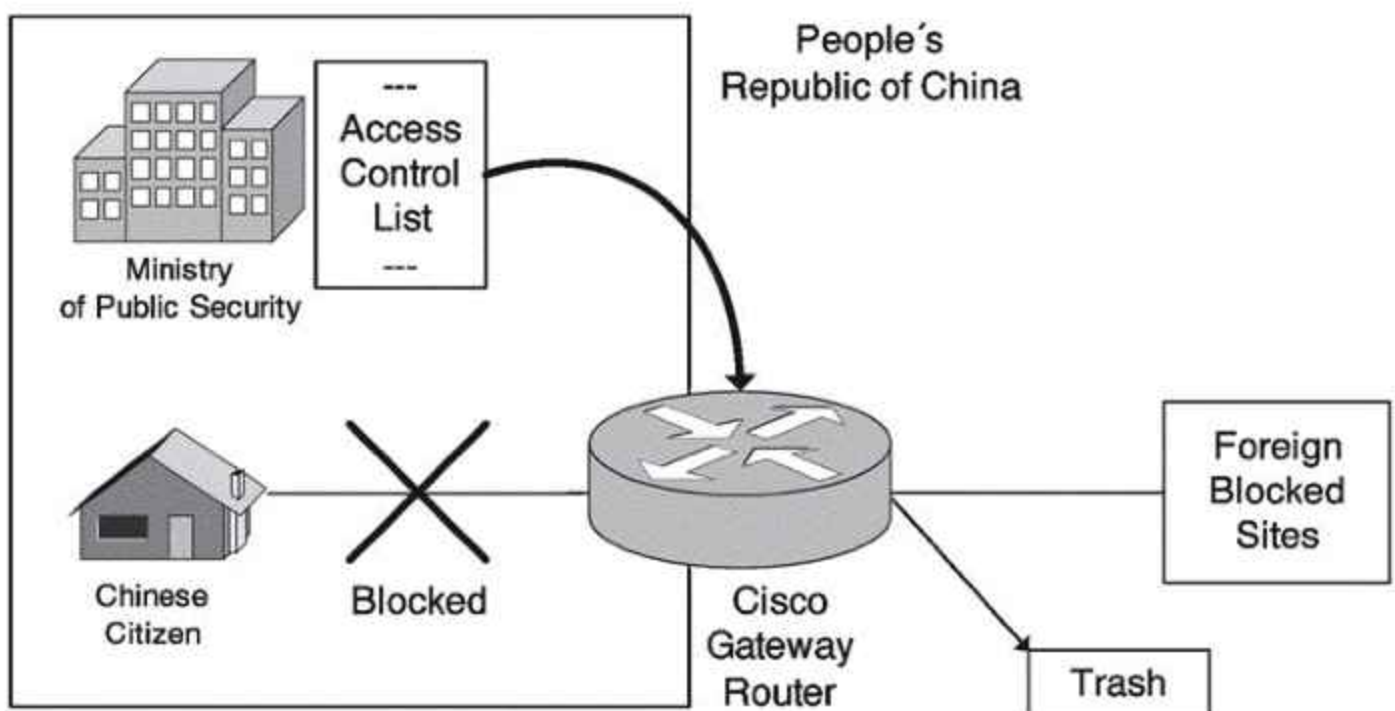 People´s
Republic of China
---
Access
Control
List
---
Ministry
of Public Security
Chinese
Citizen
Blocked
Cisco
Gateway
Router
Foreign
Blocked
Sites
Trash